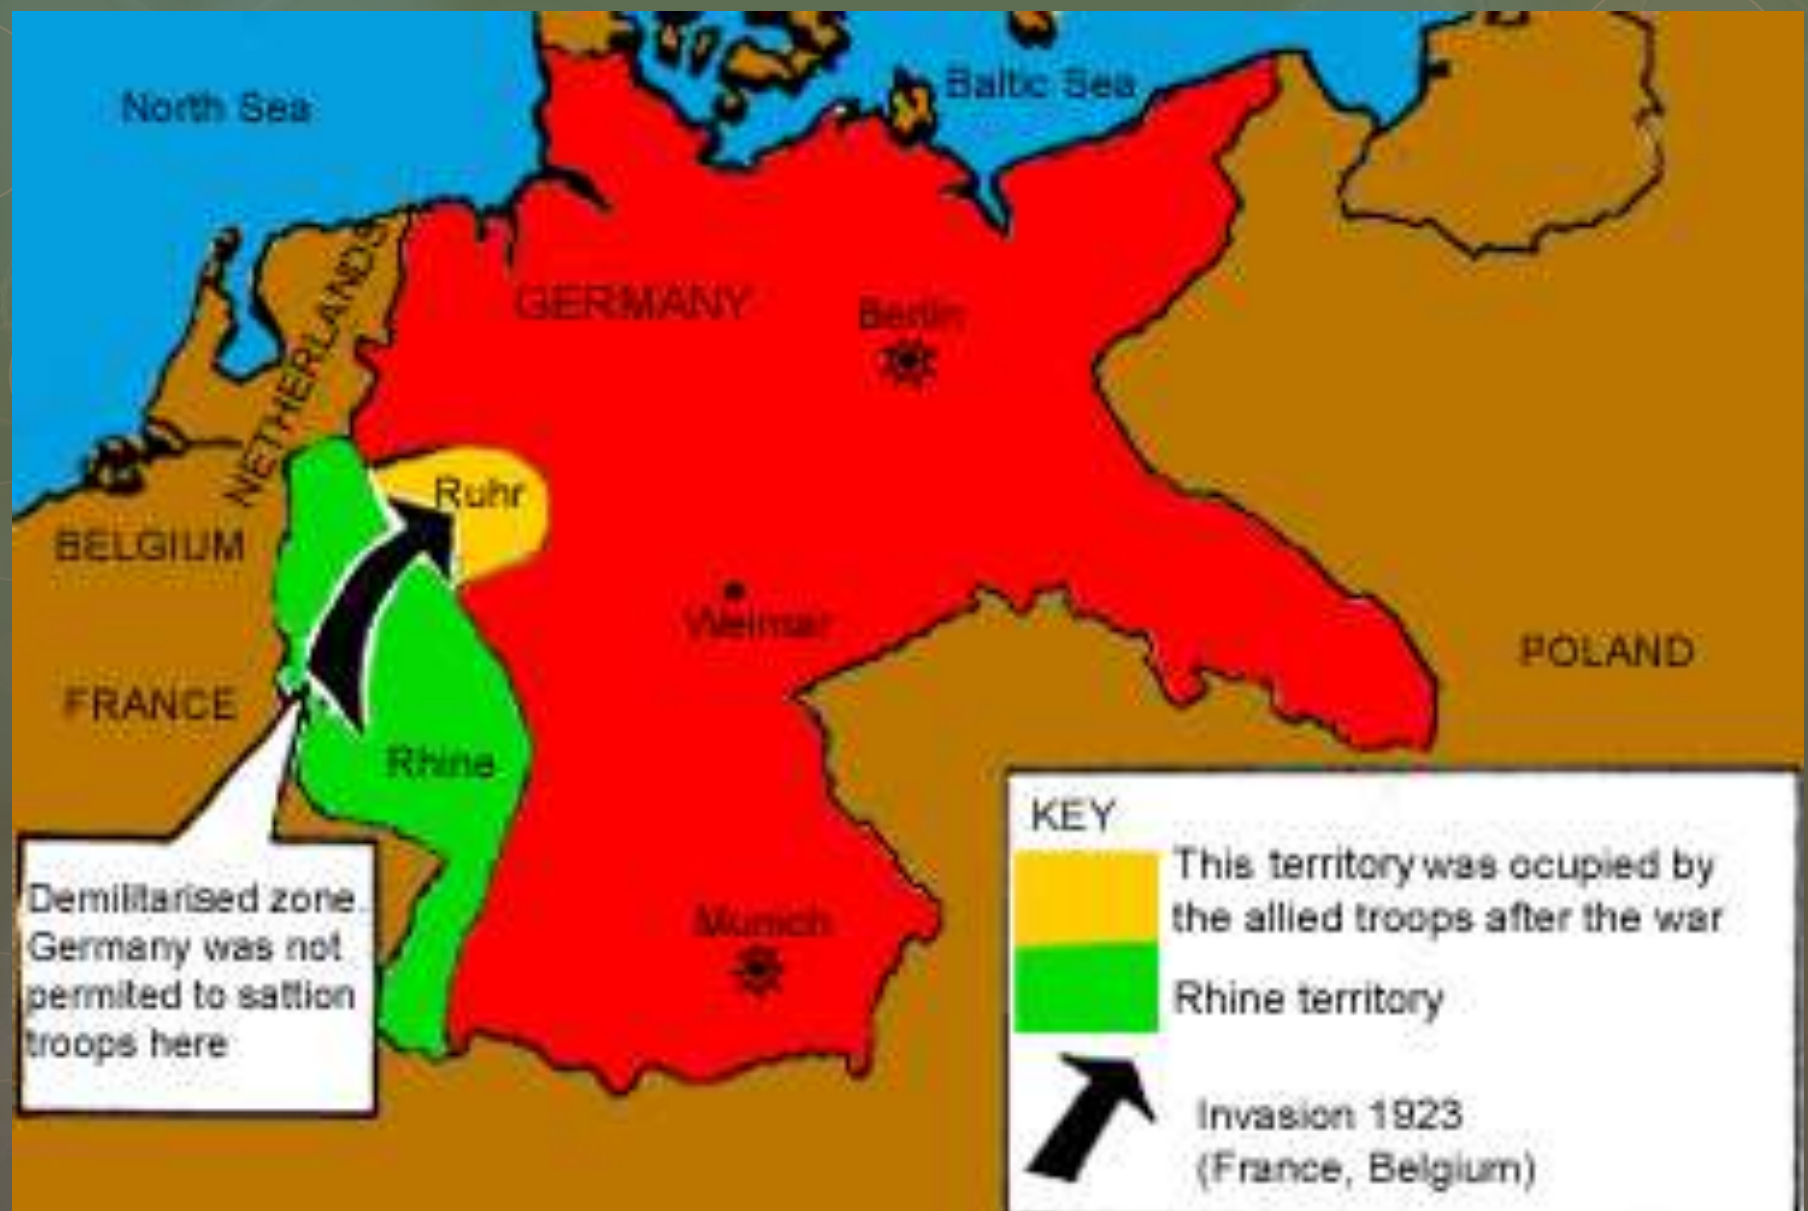 North Sea
Baltic Sea
NETHERLANDS
GERMANY
Berlin
Ruhr
BELGIUM
Weimar
POLAND
FRANCE
Rhine
Munich
Demilitarised zone.
Germany was not
permited to sattion
troops here
KEY
This territory was ocupied by
the allied troops after the war
Rhine territory
Invasion 1923
(France, Belgium)